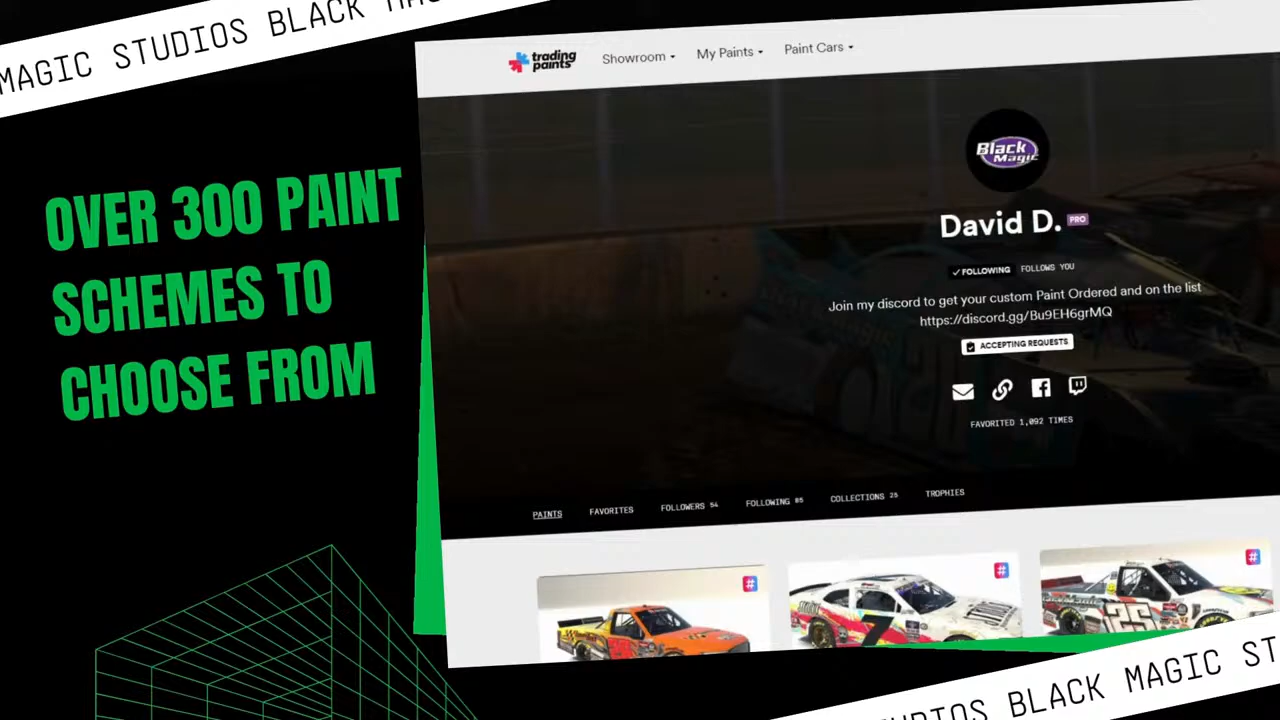 MAGIC STUDIOS BLACK
trading
paints
Showroom
My Paints
Paint Cars
Black
Magic
OVER 300 PAINT
SCHEMES TO
CHOOSE FROM
David D. PRO
FOLLOWING FOLLOWS YOU
Join my discord to get your custom Paint Ordered and on the list
https://discord.gg/Bu9EH6grMQ
ACCEPTING REQUESTS
FAVORITED 1,092 TIMES
PAINTS FAVORITES FOLLOWERS 54 FOLLOWING 85 COLLECTIONS 25 TROPHIES
#
#
#
7
25
BLACK MAGIC ST